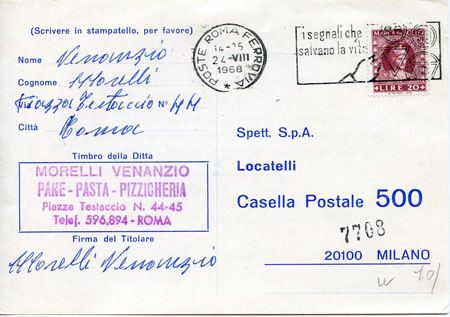 (Scrivere in stampatello, per favore)
Nome Venanzio
Cognome Morelli
Piazza Testaccio N° 44
Città Roma
Timbro della Ditta
MORELLI VENANZIO
PANE - PASTA - PIZZICHERIA
Piazza Testaccio N. 44-45
Telef. 596,894 - ROMA
Firma del Titolare
Morelli Venanzio
POSTE ROMA FERROVIA
14-15
24-VIII
1968
i segnali che
salvano la vita
LIRE 20
Spett. S.p.A.
Locatelli
Casella Postale 500
7708
20100 MILANO